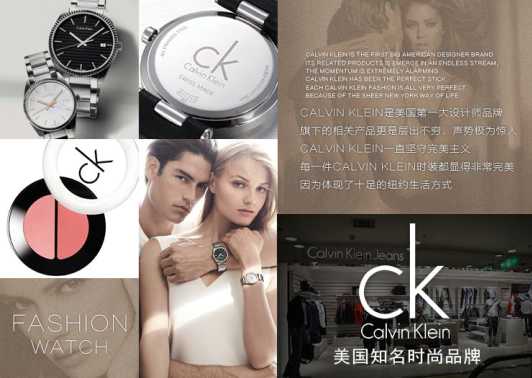 Calvin Klein
ck
Calvin Klein
SWISS MADE
ck
FASHION
WATCH
CALVIN KLEIN IS THE FIRST BIG AMERICAN DESIGNER BRAND
ITS RELATED PRODUCTS IS EMERGE IN AN ENDLESS STREAM,
THE MOMENTUM IS EXTREMELY ALARMING
CALVIN KLEIN HAS BEEN THE PERFECT STICK
EACH CALVIN KLEIN FASHION IS ALL VERY PERFECT
BECAUSE OF THE SHEER NEW YORK WAY OF LIFE
CALVIN KLEIN是美国第一大设计师品牌
旗下的相关产品更是层出不穷，声势极为惊人
CALVIN KLEIN一直坚守完美主义
每一件CALVIN KLEIN时装都显得非常完美
因为体现了十足的纽约生活方式
Calvin Klein Jeans
ck
Calvin Klein
美国知名时尚品牌